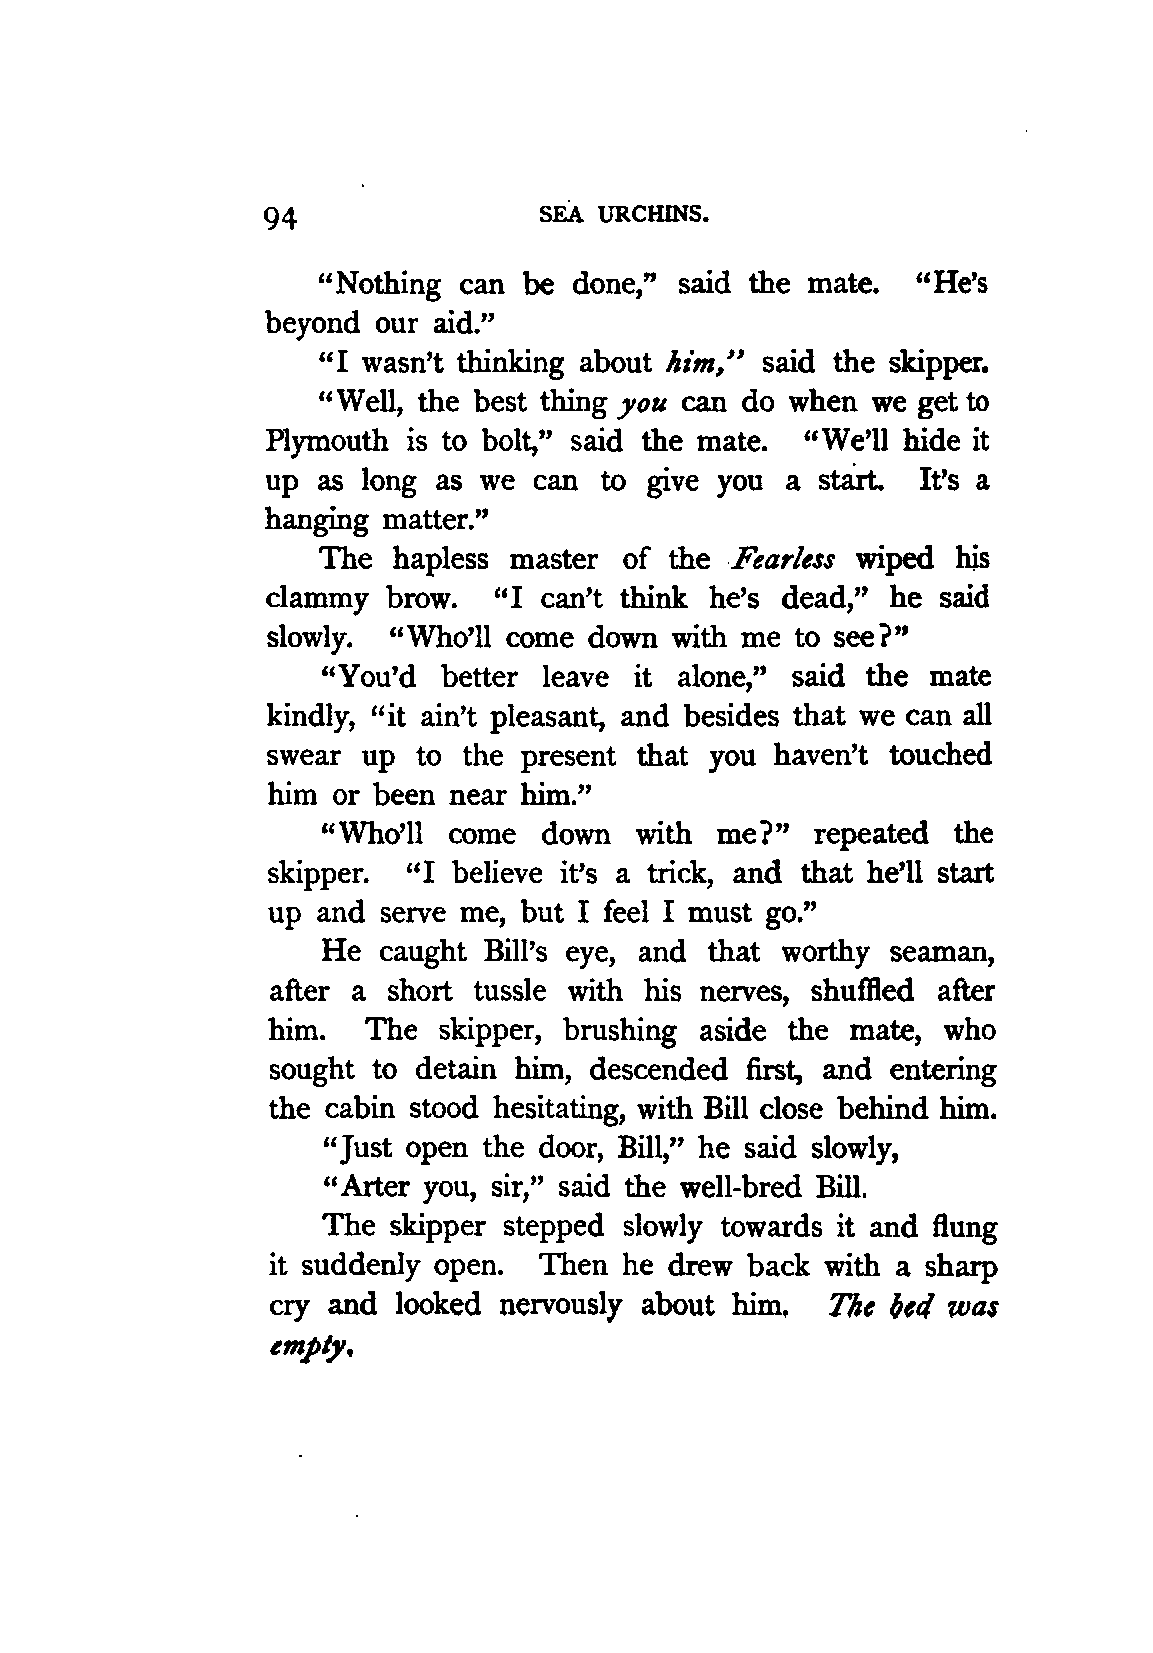 94 SEA URCHINS.
"Nothing can be done," said the mate. "He's
beyond our aid."
"I wasn't thinking about him," said the skipper.
"Well, the best thing you can do when we get to
Plymouth is to bolt," said the mate. "We'll hide it
up as long as we can to give you a start. It's a
hanging matter."
The hapless master of the Fearless wiped his
clammy brow. "I can't think he's dead," he said
slowly. "Who'll come down with me to see?"
"You'd better leave it alone," said the mate
kindly, "it ain't pleasant, and besides that we can all
swear up to the present that you haven't touched
him or been near him."
"Who'll come down with me?" repeated the
skipper. "I believe it's a trick, and that he'll start
up and serve me, but I feel I must go."
He caught Bill's eye, and that worthy seaman,
after a short tussle with his nerves, shuffled after
him. The skipper, brushing aside the mate, who
sought to detain him, descended first, and entering
the cabin stood hesitating, with Bill close behind him.
"Just open the door, Bill," he said slowly,
"Arter you, sir," said the well-bred Bill.
The skipper stepped slowly towards it and flung
it suddenly open. Then he drew back with a sharp
cry and looked nervously about him. The bed was
empty.